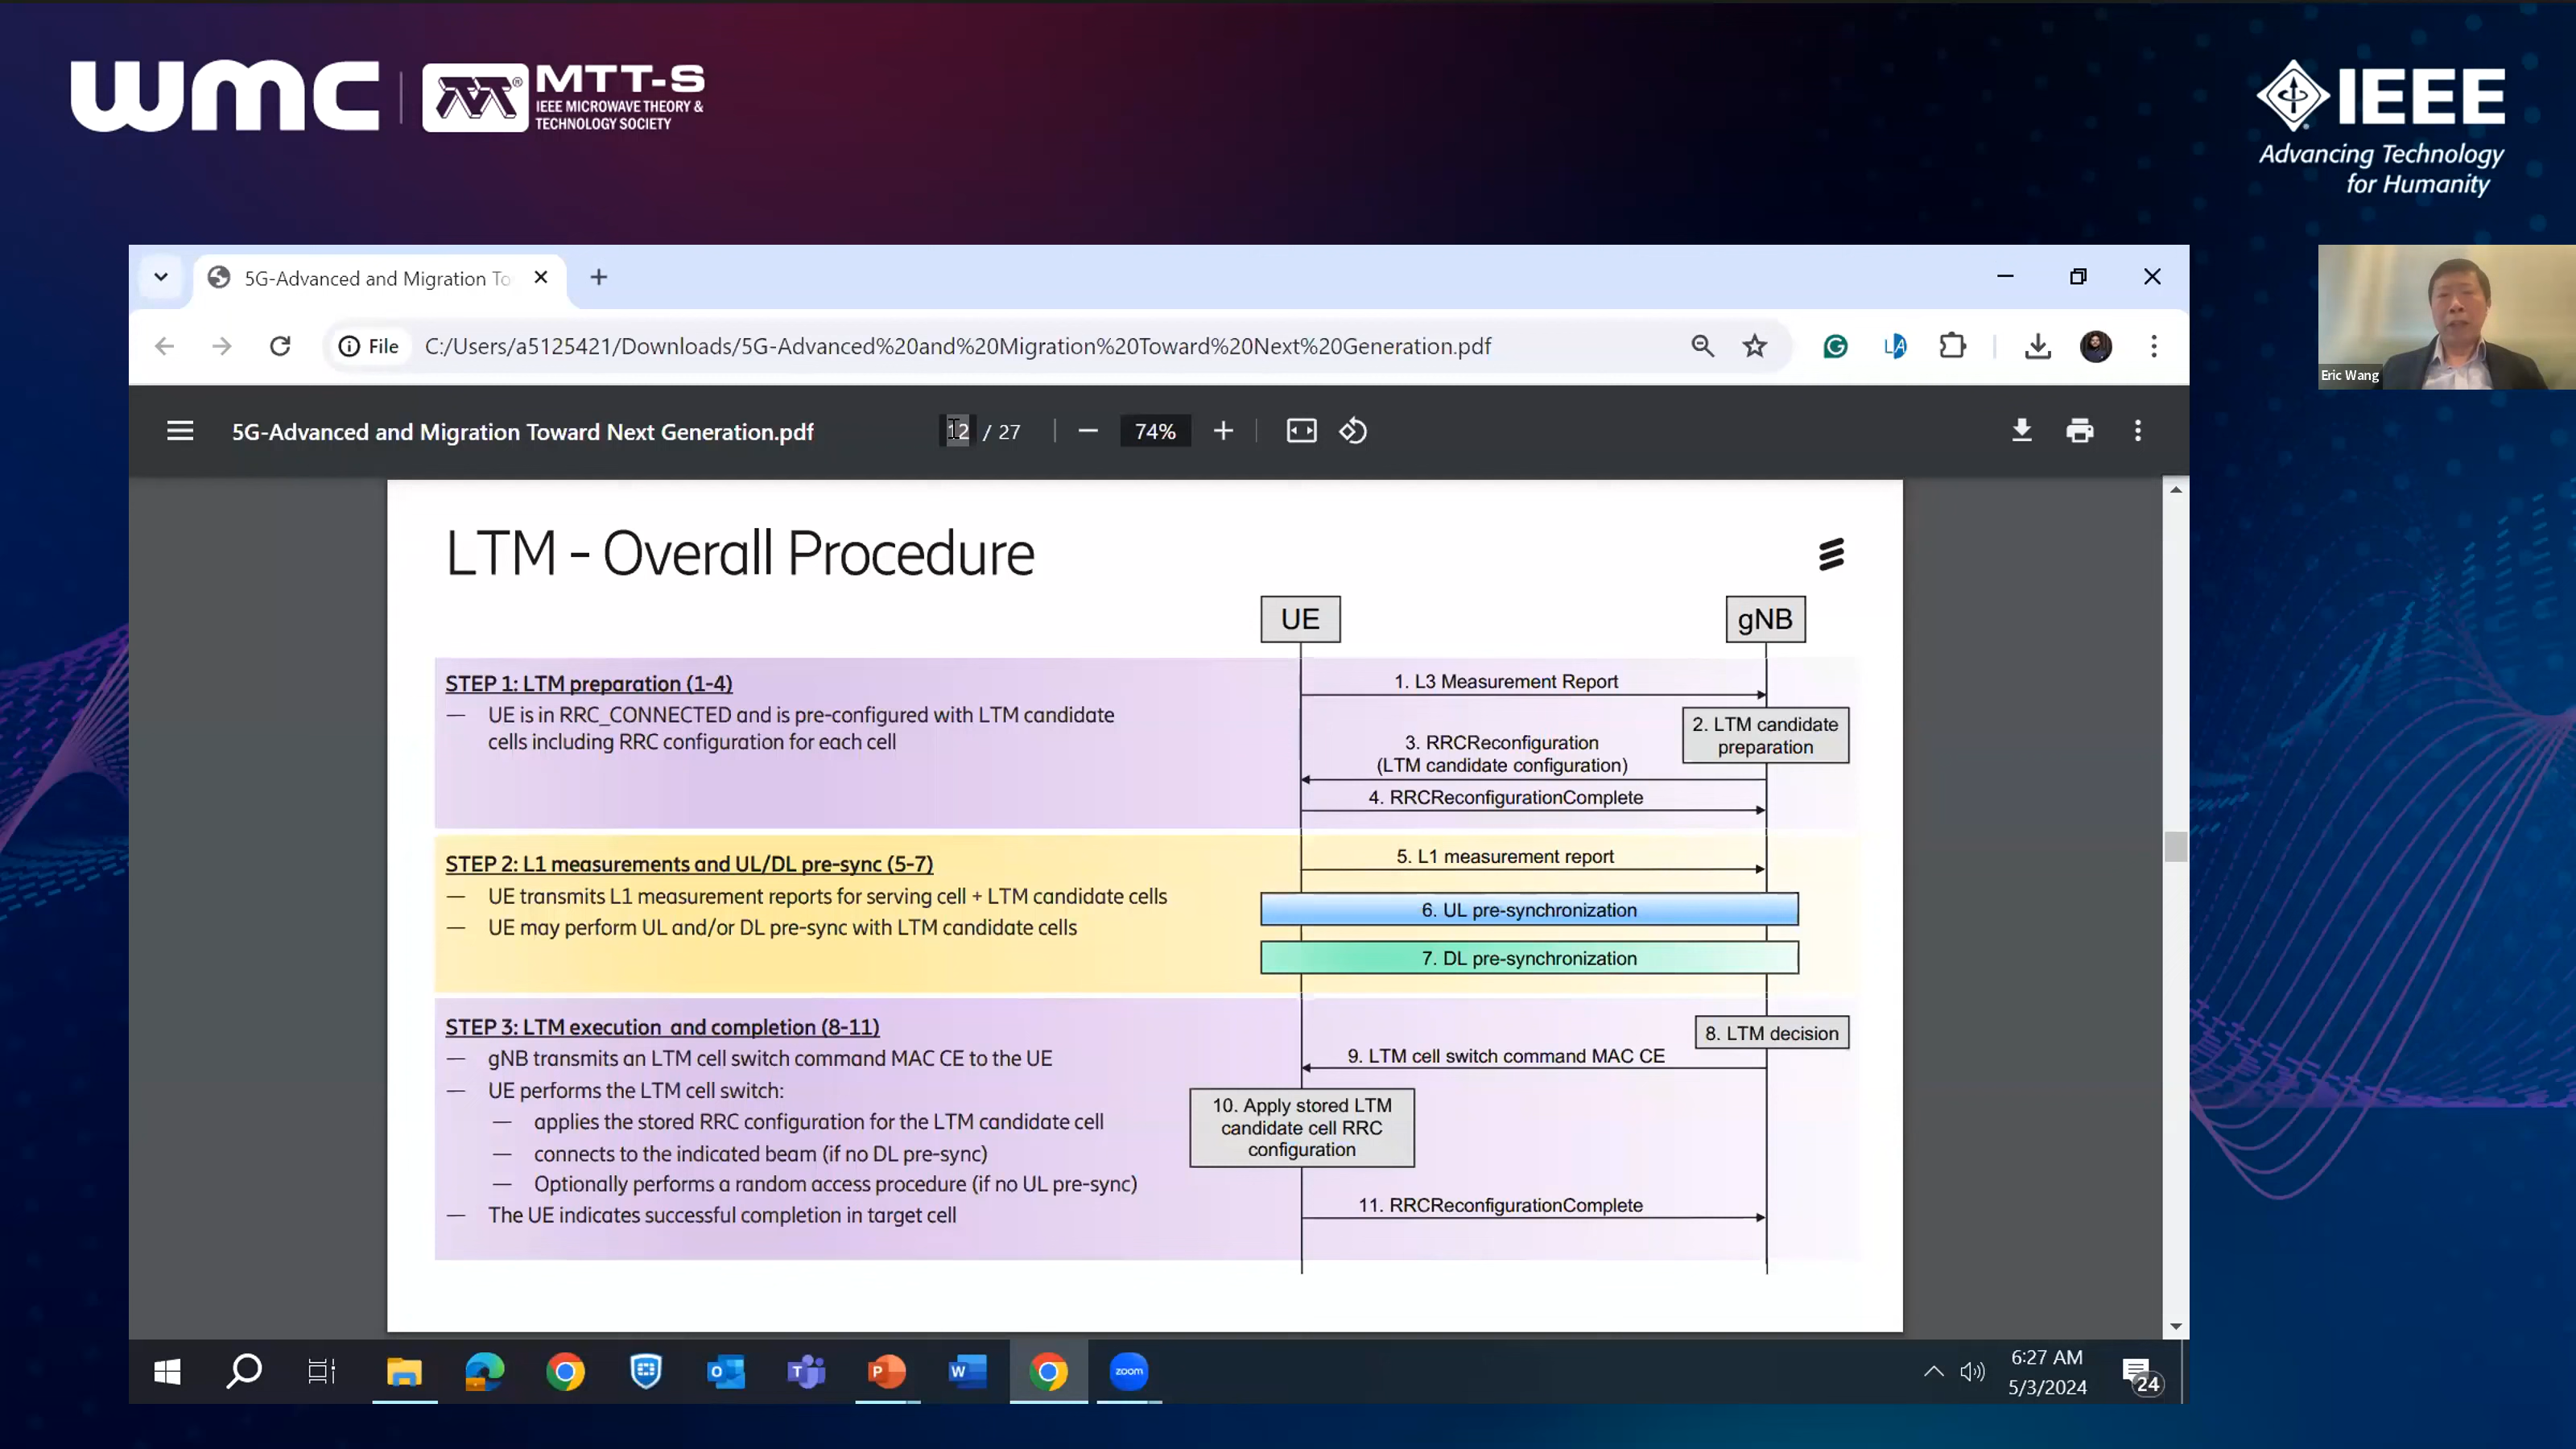 wmc
MTT-S
IEEE MICROWAVE THEORY &
TECHNOLOGY SOCIETY
IEEE
Advancing Technology
for Humanity
5G-Advanced and Migration To
File
C:/Users/a5125421/Downloads/5G-Advanced%20and%20Migration%20Toward%20Next%20Generation.pdf
LA
Eric Wang
5G-Advanced and Migration Toward Next Generation.pdf
12 / 27
74%
LTM - Overall Procedure
UE
gNB
STEP 1: LTM preparation (1-4)
— UE is in RRC_CONNECTED and is pre-configured with LTM candidate
cells including RRC configuration for each cell
1. L3 Measurement Report
2. LTM candidate
preparation
3. RRCReconfiguration
(LTM candidate configuration)
4. RRCReconfigurationComplete
STEP 2: L1 measurements and UL/DL pre-sync (5-7)
— UE transmits L1 measurement reports for serving cell + LTM candidate cells
— UE may perform UL and/or DL pre-sync with LTM candidate cells
5. L1 measurement report
6. UL pre-synchronization
7. DL pre-synchronization
STEP 3: LTM execution and completion (8-11)
— gNB transmits an LTM cell switch command MAC CE to the UE
— UE performs the LTM cell switch:
— applies the stored RRC configuration for the LTM candidate cell
— connects to the indicated beam (if no DL pre-sync)
— Optionally performs a random access procedure (if no UL pre-sync)
— The UE indicates successful completion in target cell
8. LTM decision
9. LTM cell switch command MAC CE
10. Apply stored LTM
candidate cell RRC
configuration
11. RRCReconfigurationComplete
zoom
6:27 AM
5/3/2024
24